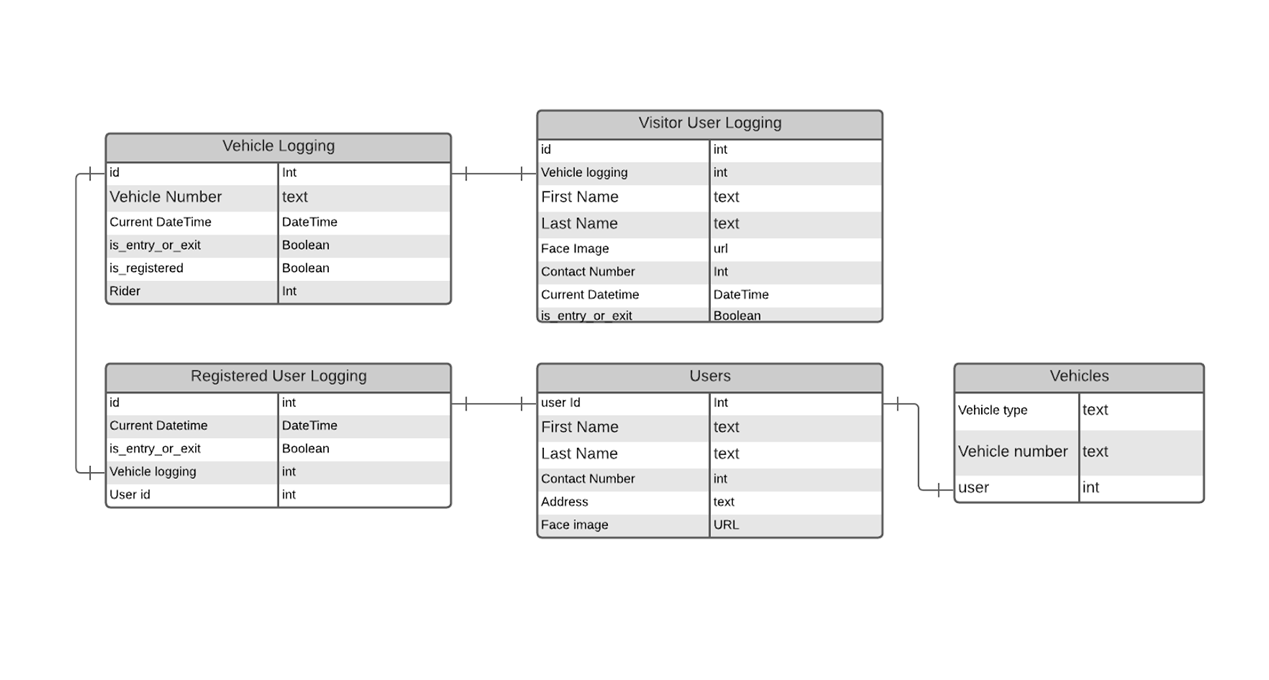 Vehicle Logging
id Int
Vehicle Number text
Current DateTime DateTime
is_entry_or_exit Boolean
is_registered Boolean
Rider Int
Visitor User Logging
id int
Vehicle logging int
First Name text
Last Name text
Face Image url
Contact Number Int
Current Datetime DateTime
is_entry_or_exit Boolean
Registered User Logging
id int
Current Datetime DateTime
is_entry_or_exit Boolean
Vehicle logging int
User id int
Users
user Id Int
First Name text
Last Name text
Contact Number int
Address text
Face image URL
Vehicles
Vehicle type text
Vehicle number text
user int